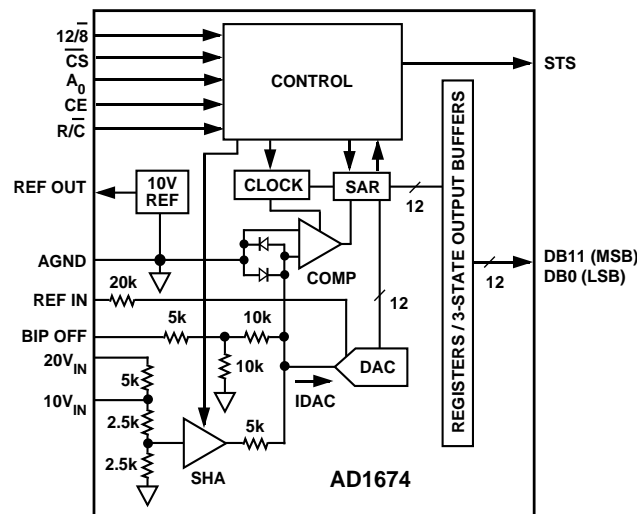 12/8̅
C̅S̅
A₀
CE
R/C̅
CONTROL
STS
REF OUT
10V
REF
CLOCK
SAR
12
REGISTERS / 3-STATE OUTPUT BUFFERS
AGND
COMP
12
DB11 (MSB)
DB0 (LSB)
20k
REF IN
12
5k
10k
BIP OFF
10k
DAC
20VIN
5k
IDAC
10VIN
2.5k
5k
2.5k
SHA
AD1674